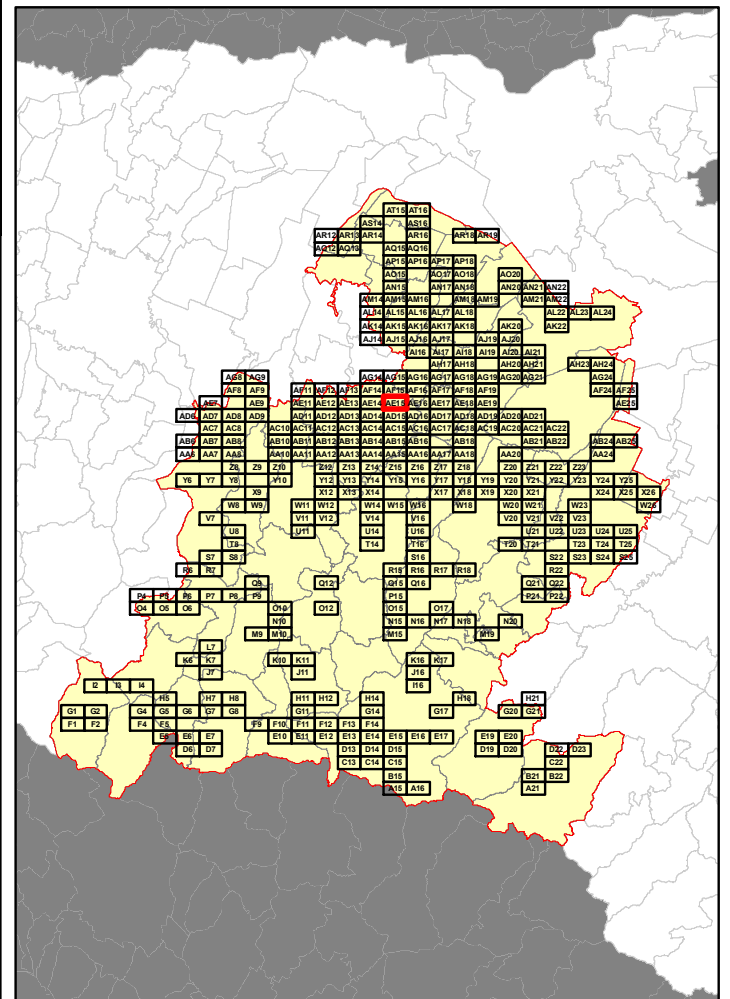 AT15 AT16
AS14 AS16
AR12 AR13 AR14 AR16 AR18 AR19
AQ12 AQ13 AQ15 AQ16
AP15 AP16 AP17 AP18
AO15 AO17 AO18 AO20
AN15 AN17 AN18 AN20 AN21 AN22
AM14 AM15 AM16 AM18 AM19 AM21 AM22
AL14 AL15 AL16 AL17 AL18 AL22 AL23 AL24
AK14 AK15 AK16 AK17 AK18 AK20 AK22
AJ14 AJ15 AJ16 AJ17 AJ19 AJ20
AI16 AI17 AI18 AI19 AI20 AI21
AH17 AH18 AH20 AH21 AH23 AH24
AG8 AG9 AG14 AG15 AG16 AG17 AG18 AG19 AG20 AG21 AG24
AF8 AF9 AF11 AF12 AF13 AF14 AF15 AF16 AF17 AF18 AF19 AF24 AF25
AE7 AE9 AE11 AE12 AE13 AE14 AE15 AE16 AE17 AE18 AE19 AE25
AD6 AD7 AD8 AD9 AD11 AD12 AD13 AD14 AD15 AD16 AD17 AD18 AD19 AD20 AD21
AC7 AC8 AC10 AC11 AC12 AC13 AC14 AC15 AC16 AC17 AC18 AC19 AC20 AC21 AC22
AB6 AB7 AB8 AB10 AB11 AB12 AB13 AB14 AB15 AB16 AB17 AB18 AB21 AB22 AB24 AB25
AA6 AA7 AA8 AA10 AA11 AA12 AA13 AA14 AA15 AA16 AA17 AA18 AA20 AA24
Z8 Z9 Z10 Z12 Z13 Z14 Z15 Z16 Z17 Z18 Z20 Z21 Z22 Z23
Y6 Y7 Y8 Y10 Y12 Y13 Y14 Y15 Y16 Y17 Y18 Y19 Y20 Y21 Y22 Y23 Y24 Y25
X9 X12 X13 X14 X17 X18 X19 X20 X21 X24 X25 X26
W8 W9 W11 W12 W14 W15 W16 W18 W20 W21 W23 W26
V7 V11 V12 V14 V16 V20 V21 V22 V23
U8 U11 U14 U16 U21 U22 U23 U24 U25
T8 T14 T16 T20 T21 T23 T24 T25
S7 S8 S16 S22 S23 S24 S25
R6 R7 R15 R16 R17 R18 R22
Q9 Q12 Q15 Q16 Q21 Q22
P4 P5 P6 P7 P8 P9 P15 P21 P22
O4 O5 O6 O10 O12 O15 O17
N10 N15 N16 N17 N18 N20
M9 M10 M15 M19
L7
K6 K7 K10 K11 K16 K17
J7 J11 J16
I2 I3 I4 I16
H5 H7 H8 H11 H12 H14 H18 H21
G1 G2 G4 G5 G6 G7 G8 G11 G14 G17 G20 G21
F1 F2 F4 F5 F9 F10 F11 F12 F13 F14
E5 E6 E7 E10 E11 E12 E13 E14 E15 E16 E17 E19 E20
D6 D7 D13 D14 D15 D19 D20 D22 D23
C13 C14 C15 C22
B15 B21 B22
A15 A16 A21